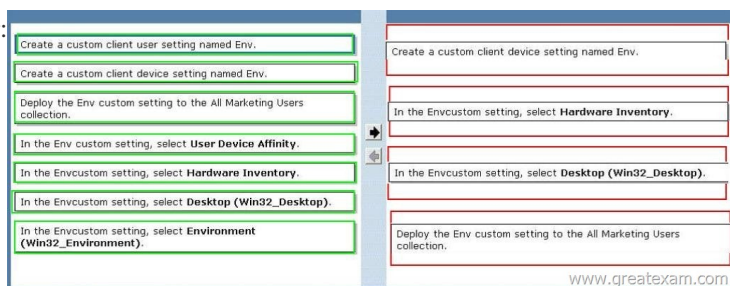 :
Create a custom client user setting named Env.
Create a custom client device setting named Env.
Deploy the Env custom setting to the All Marketing Users
collection.
In the Env custom setting, select User Device Affinity.
In the Envcustom setting, select Hardware Inventory.
In the Envcustom setting, select Desktop (Win32_Desktop).
In the Envcustom setting, select Environment
(Win32_Environment).
Create a custom client device setting named Env.
In the Envcustom setting, select Hardware Inventory.
In the Envcustom setting, select Desktop (Win32_Desktop).
Deploy the Env custom setting to the All Marketing Users
collection.
www.greatexam.com